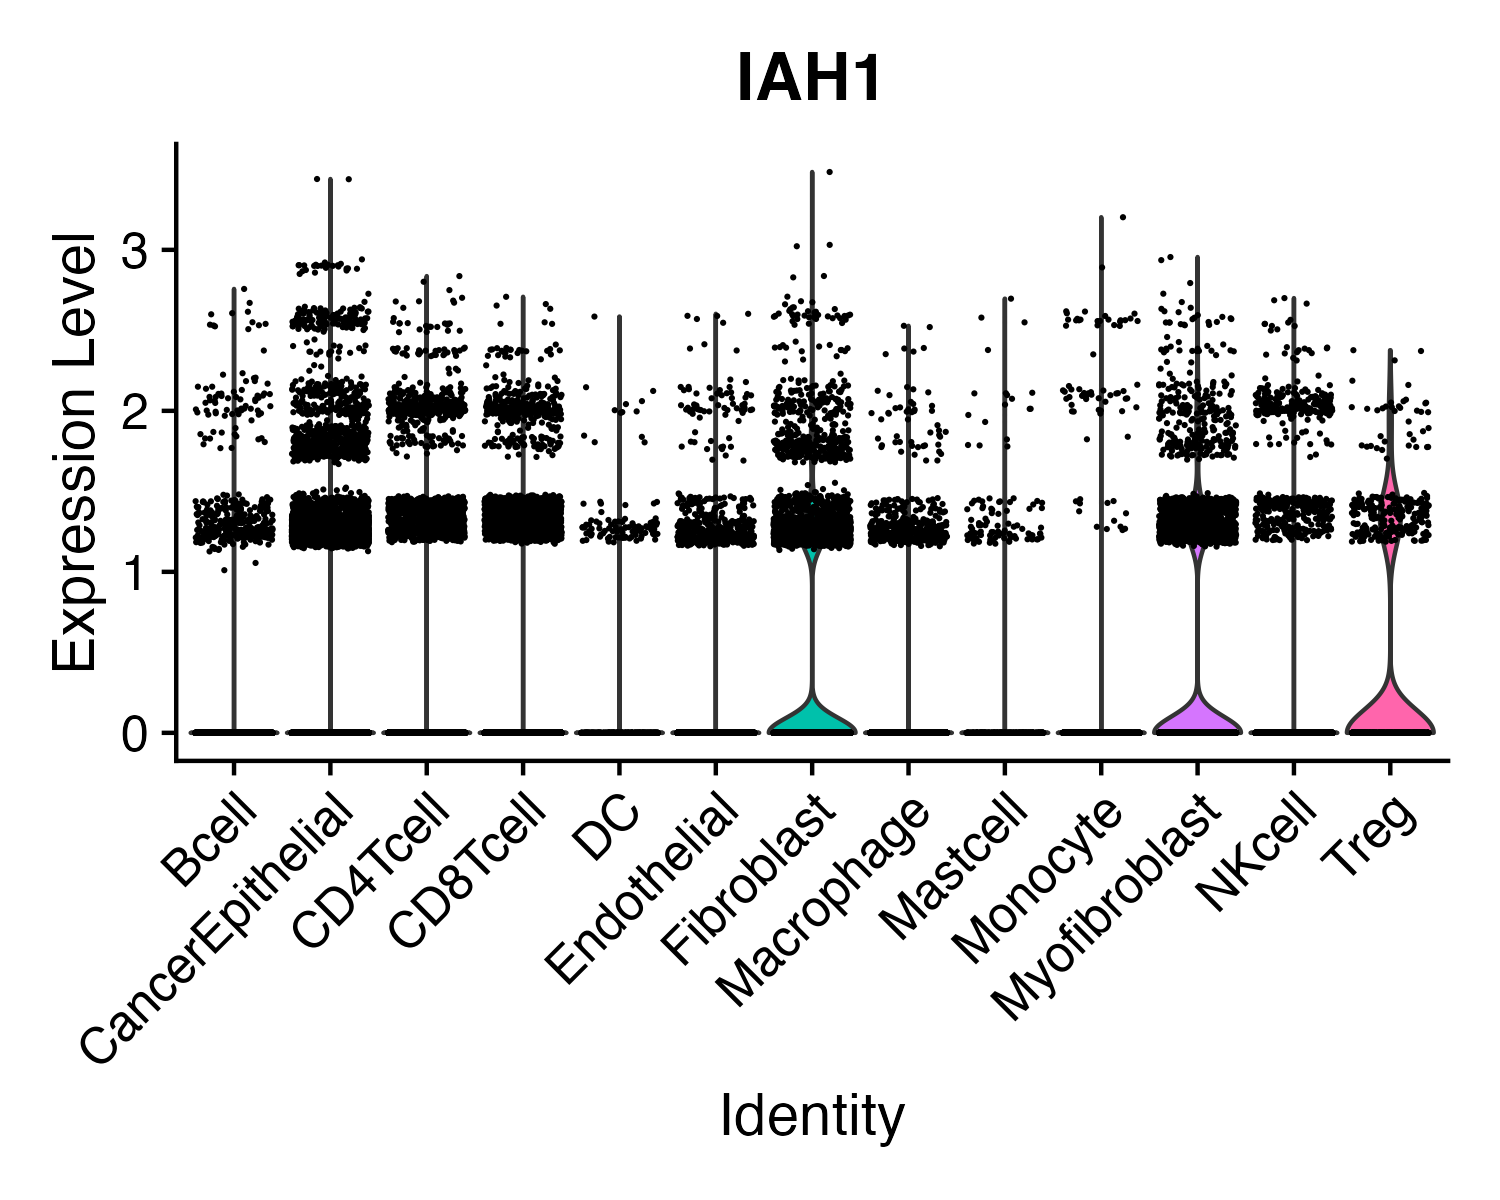 IAH1
Expression Level
3
2
1
0
Bcell
CancerEpithelial
CD4Tcell
CD8Tcell
DC
Endothelial
Fibroblast
Macrophage
Mastcell
Monocyte
Myofibroblast
NKcell
Treg
Identity